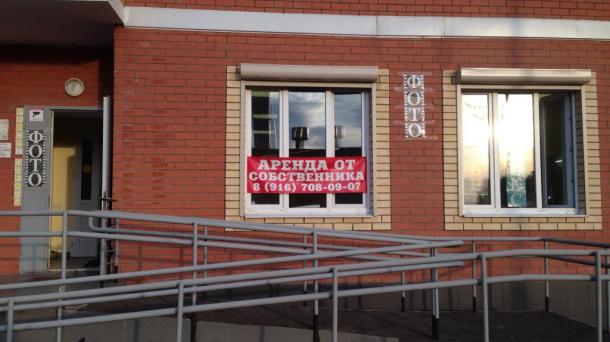 ФОТО
АРЕНДА ОТ
СОБСТВЕННИКА
8 (916) 708-09-07
ФОТО